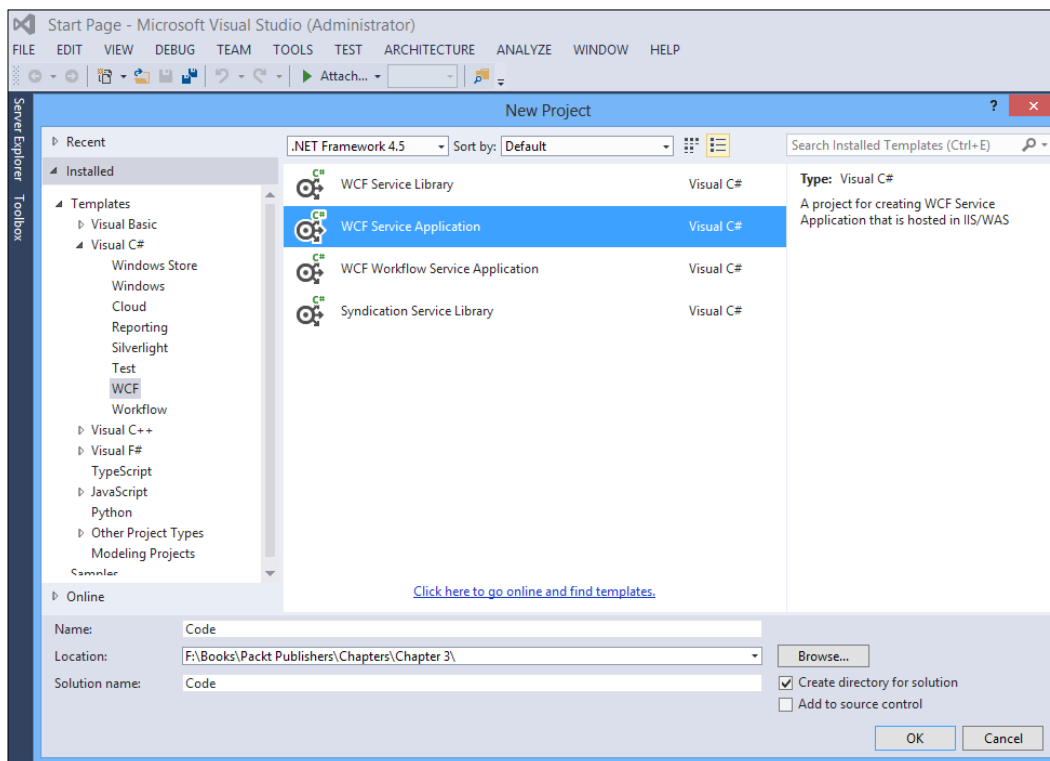 Start Page - Microsoft Visual Studio (Administrator)
FILE EDIT VIEW DEBUG TEAM TOOLS TEST ARCHITECTURE ANALYZE WINDOW HELP
Attach...
Server Explorer
Toolbox
New Project
?
Recent
.NET Framework 4.5
Sort by: Default
Search Installed Templates (Ctrl+E)
Installed
Templates
Visual Basic
Visual C#
Windows Store
Windows
Cloud
Reporting
Silverlight
Test
WCF
Workflow
Visual C++
Visual F#
TypeScript
JavaScript
Python
Other Project Types
Modeling Projects
Samples
Online
C#
WCF Service Library Visual C#
C#
WCF Service Application Visual C#
C#
WCF Workflow Service Application Visual C#
C#
Syndication Service Library Visual C#
Click here to go online and find templates.
Type: Visual C#
A project for creating WCF Service
Application that is hosted in IIS/WAS
Name: Code
Location: F:\Books\Packt Publishers\Chapters\Chapter 3\
Browse...
Solution name: Code
Create directory for solution
Add to source control
OK Cancel